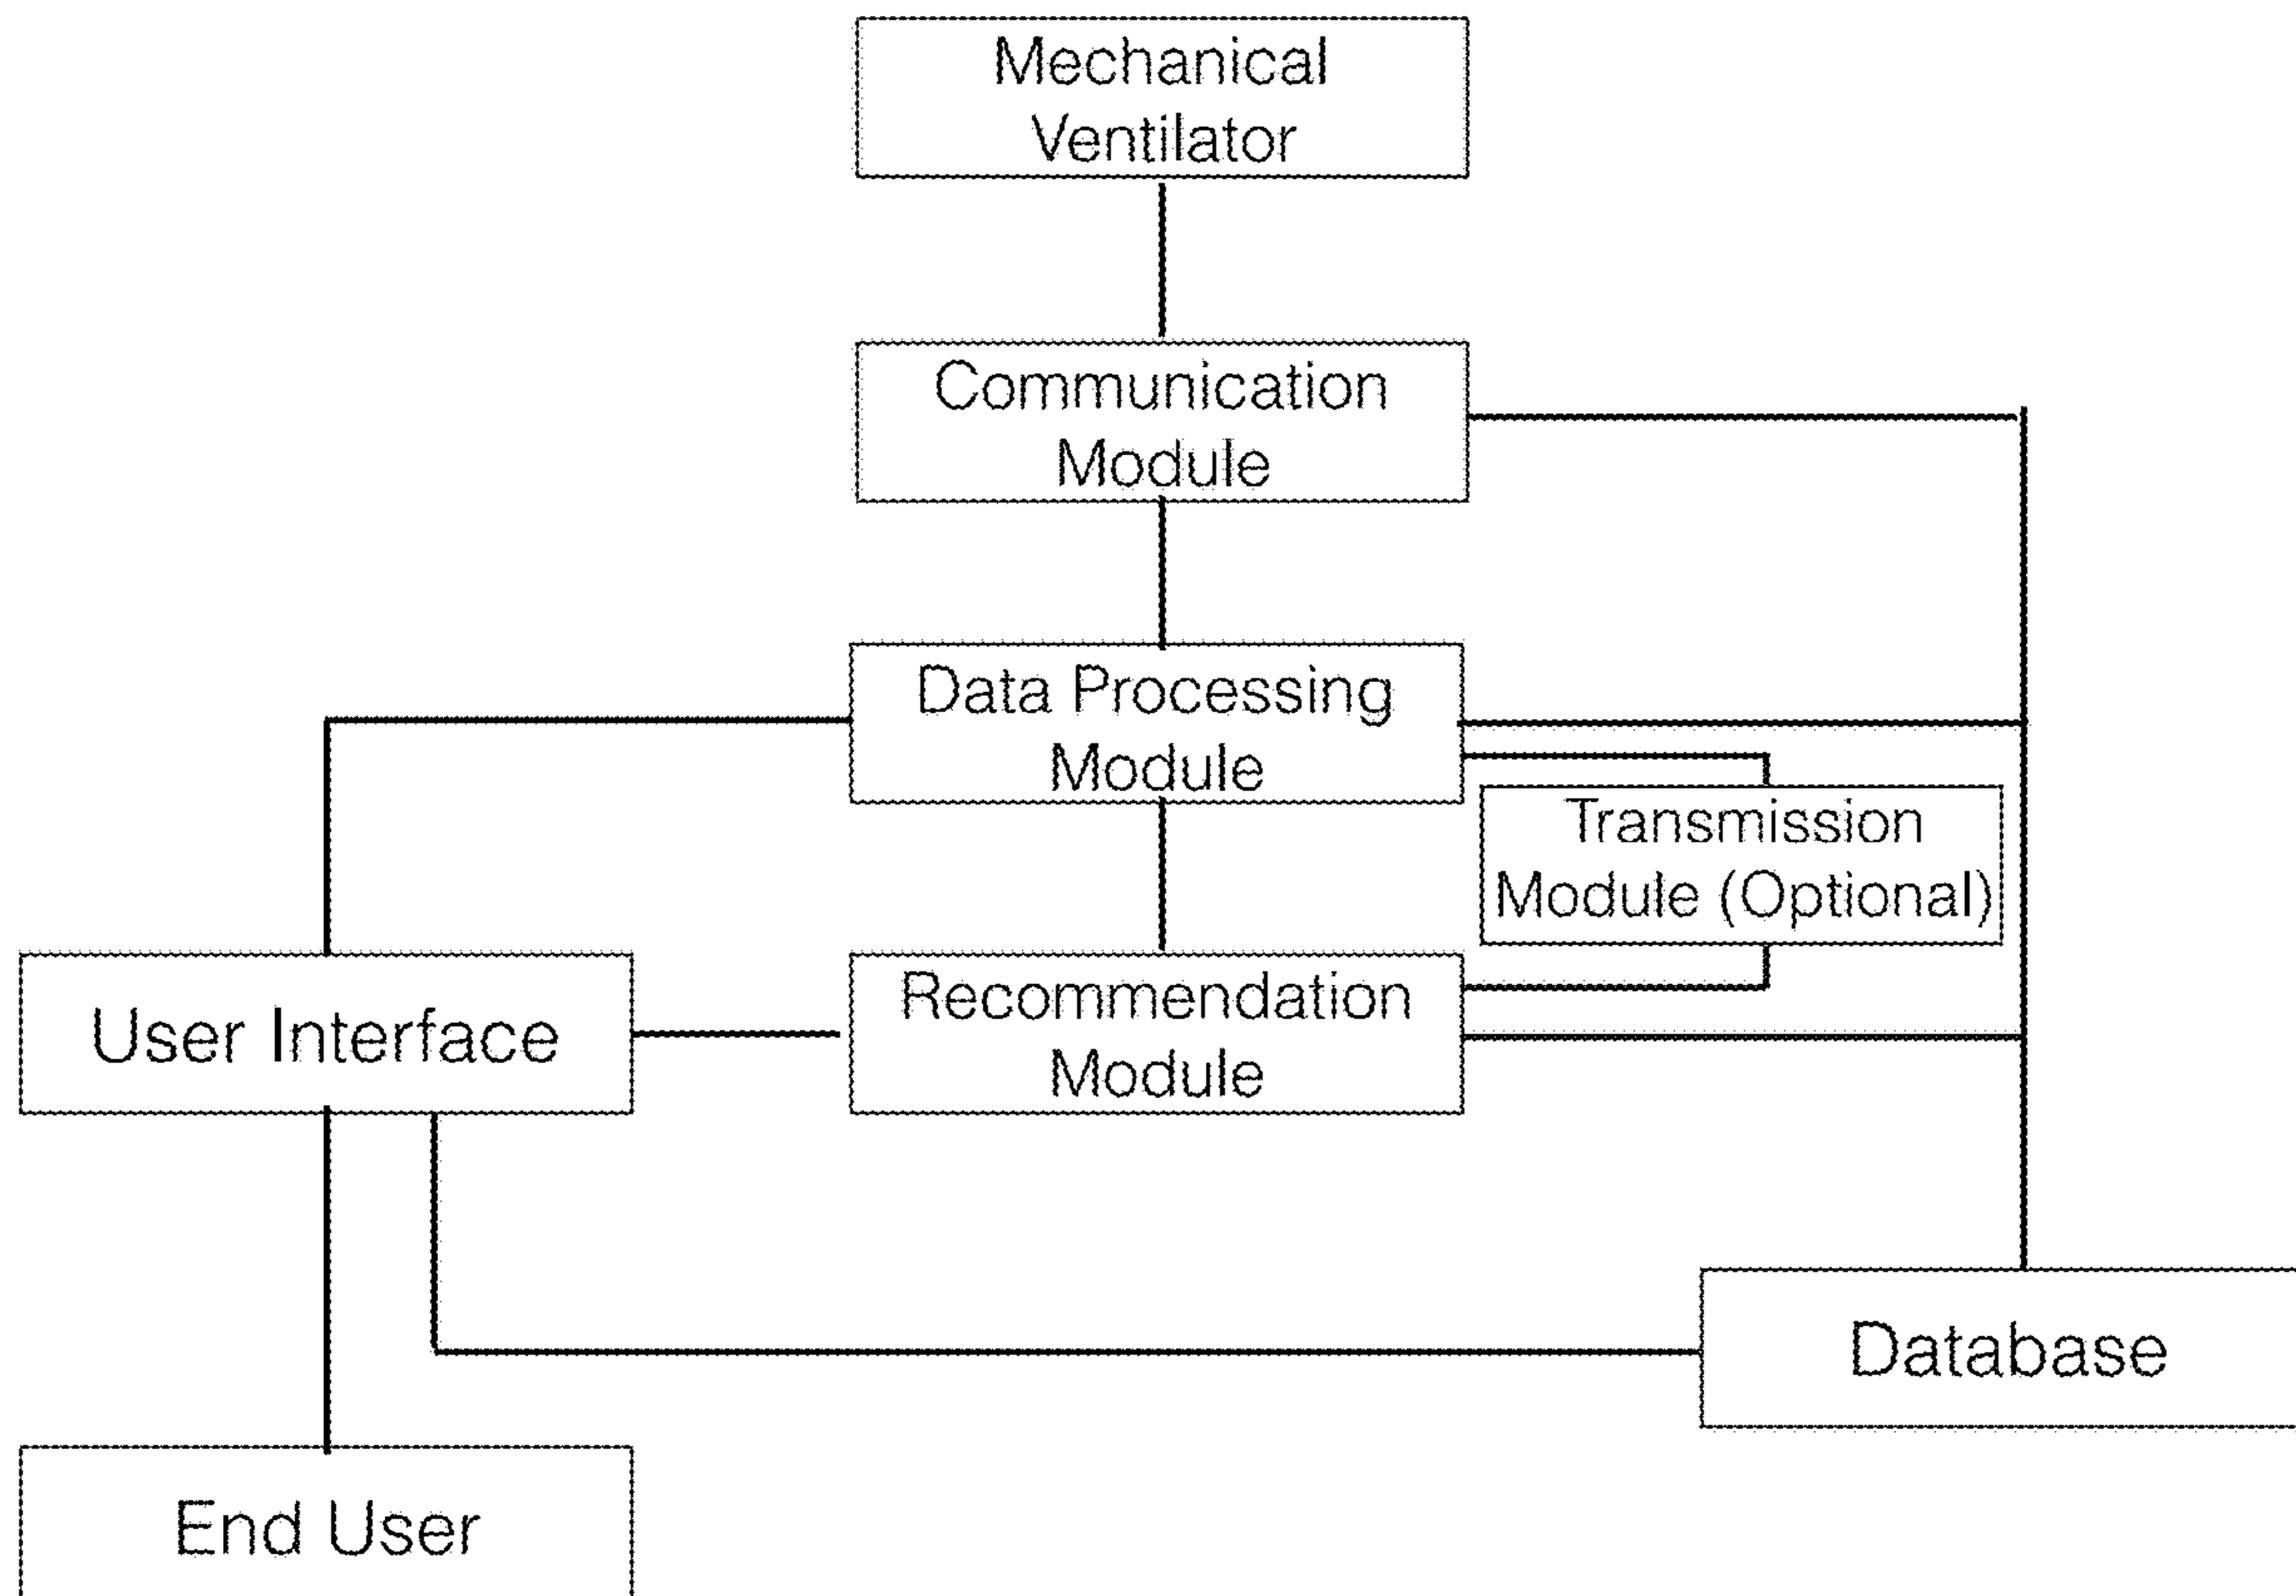 Mechanical
Ventilator
Communication
Module
Data Processing
Module
Transmission
Module (Optional)
User Interface
Recommendation
Module
Database
End User